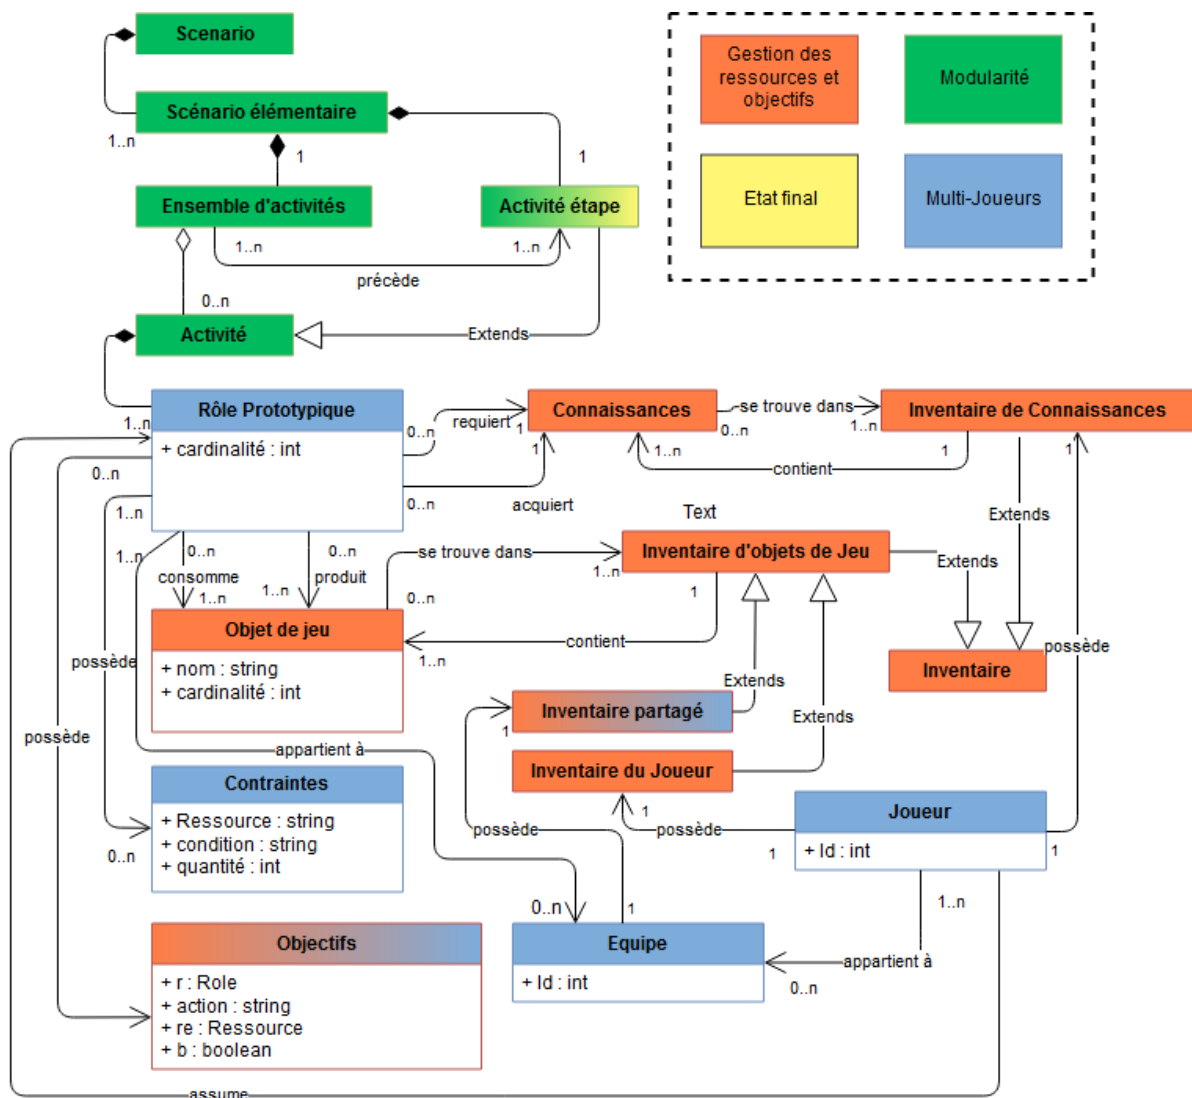 Scenario
Gestion des
ressources et
objectifs
Modularité
Scénario élémentaire
1..n
1
1
Etat final
Multi-Joueurs
Ensemble d'activités
Activité étape
1..n
1..n
précède
0..n
Activité
Extends
Rôle Prototypique
+ cardinalité : int
1..n
0..n
requiert
1
Connaissances
0..n
se trouve dans
1..n
Inventaire de Connaissances
1..n
contient
1
1
0..n
1..n
1..n
0..n
acquiert
1
Extends
Text
0..n
consomme
1..n
0..n
produit
1..n
se trouve dans
0..n
1..n
Inventaire d'objets de Jeu
1
Extends
Objet de jeu
+ nom : string
+ cardinalité : int
contient
1..n
possède
Inventaire
possède
Extends
Inventaire partagé
1
Extends
possède
appartient à
Inventaire du Joueur
Contraintes
+ Ressource : string
+ condition : string
+ quantité : int
0..n
possède
1
possède
1
Joueur
+ Id : int
1
1..n
0..n
1
Objectifs
+ r : Role
+ action : string
+ re : Ressource
+ b : boolean
Equipe
+ Id : int
appartient à
0..n
assume